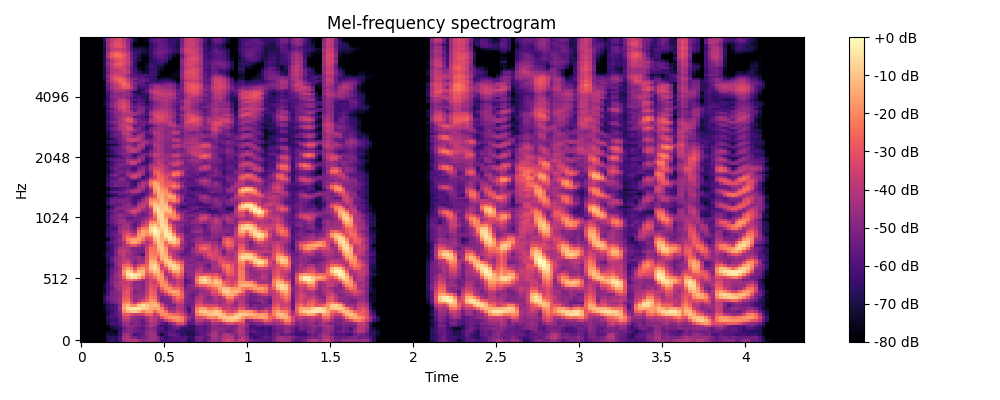 Mel-frequency spectrogram
Hz
4096
2048
1024
512
0
0 0.5 1 1.5 2 2.5 3 3.5 4
Time
+0 dB
-10 dB
-20 dB
-30 dB
-40 dB
-50 dB
-60 dB
-70 dB
-80 dB